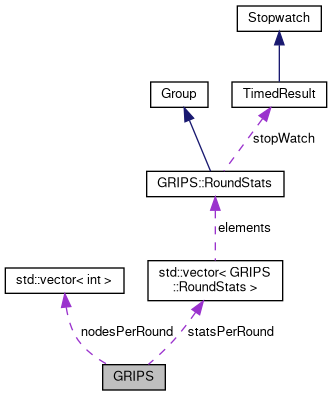 Stopwatch
Group
TimedResult
stopWatch
GRIPS::RoundStats
elements
std::vector< int >
std::vector< GRIPS
::RoundStats >
nodesPerRound
statsPerRound
GRIPS